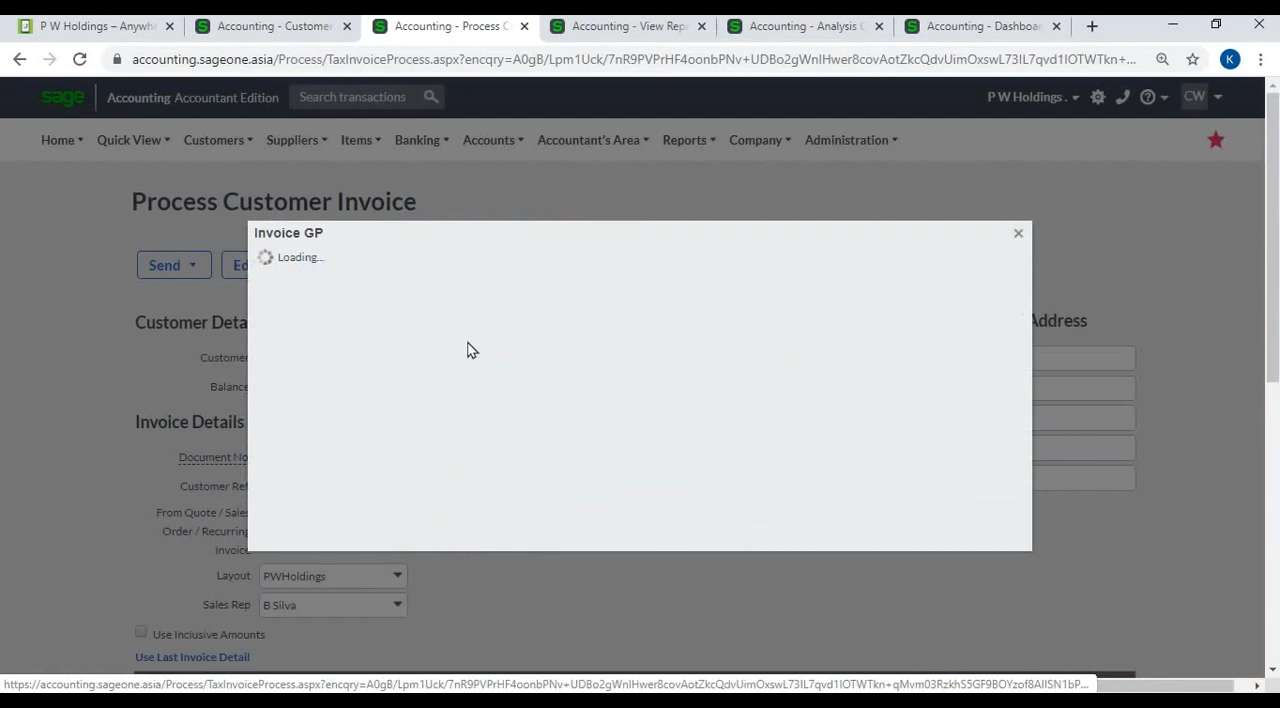 P W Holdings – Anywhe
Accounting - Custome
Accounting - Process C
Accounting - View Rep
Accounting - Analysis
Accounting - Dashboa
accounting.sageone.asia/Process/TaxInvoiceProcess.aspx?enqry=A0gB/Lpm1Uck/7nR9PVPrHF4oonbPNv+UDBo2gWnIHwer8covAotZkcQdvUimOxswL73IL7qvd1IOTWTkn+...
K
sage Accounting Accountant Edition Search transactions P W Holdings . CW
Home Quick View Customers Suppliers Items Banking Accounts Accountant's Area Reports Company Administration
Process Customer Invoice
Invoice GP
Loading...
Send
Ed
Customer Deta
Address
Customer
Balance
Invoice Details
Document No
Customer Ref
From Quote / Sales
Order / Recurring
Invoice
Layout PWHoldings
Sales Rep B Silva
Use Inclusive Amounts
Use Last Invoice Detail
https://accounting.sageone.asia/Process/TaxInvoiceProcess.aspx?encqry=A0gB/Lpm1Uck/7nR9PVPrHF4oonbPNv+UDBo2gWnIHwer8covAotZkcQdvUimOxswL73IL7qvd1IOTWTkn+qMvm03RzkhS5GF9BOYzof8AIISN1bP...